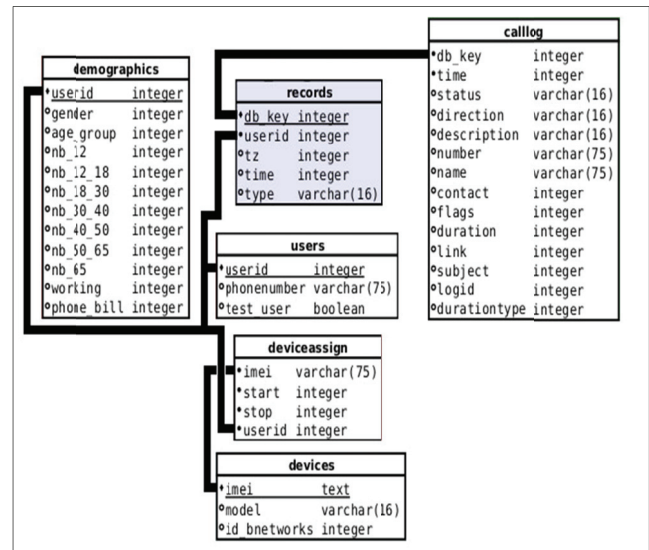 demographics
userid integer
gender integer
age_group integer
nb_12 integer
nb_12_18 integer
nb_18_30 integer
nb_30_40 integer
nb_40_50 integer
nb_50_65 integer
nb_65 integer
working integer
phone_bill integer
records
db_key integer
userid integer
tz integer
time integer
type varchar(16)
users
userid integer
phonenumber varchar(75)
test_user boolean
deviceassign
imei varchar(75)
start integer
stop integer
userid integer
devices
imei text
model varchar(16)
id_bnetworks integer
calllog
db_key integer
time integer
status varchar(16)
direction varchar(16)
description varchar(16)
number varchar(75)
name varchar(75)
contact integer
flags integer
duration integer
link integer
subject integer
logid integer
durationtype integer